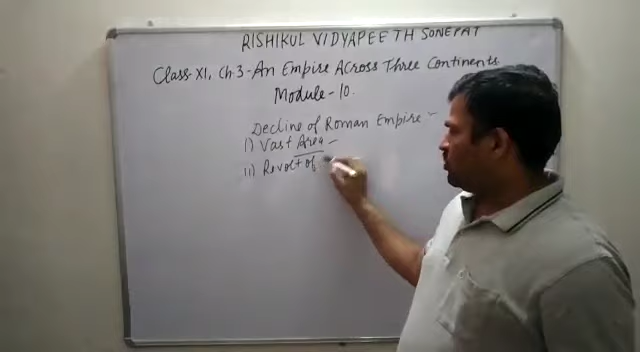 RISHIKUL VIDYAPEETH SONEPAT
Class-XI, Ch.3-An Empire Across Three Continents
Module-10.
Decline of Roman Empire-
i) Vast Area-
ii) Revolt of